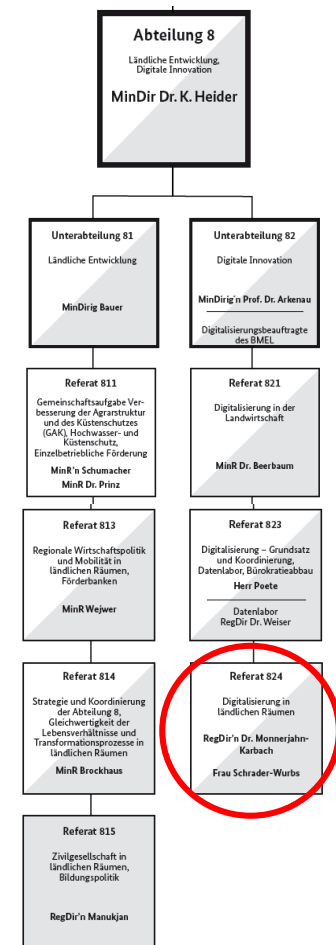 Abteilung 8
Ländliche Entwicklung,
Digitale Innovation
MinDir Dr. K. Heider
Unterabteilung 81
Ländliche Entwicklung
MinDirig Bauer
Unterabteilung 82
Digitale Innovation
MinDirig'n Prof. Dr. Arkenau
Digitalisierungsbeauftragte
des BMEL
Referat 811
Gemeinschaftsaufgabe Ver-
besserung der Agrarstruktur
und des Küstenschutzes
(GAK), Hochwasser- und
Küstenschutz,
Einzelbetriebliche Förderung
MinR'n Schumacher
MinR Dr. Prinz
Referat 821
Digitalisierung in der
Landwirtschaft
MinR Dr. Beerbaum
Referat 813
Regionale Wirtschaftspolitik
und Mobilität in
ländlichen Räumen,
Förderbanken
MinR Wejwer
Referat 823
Digitalisierung – Grundsatz
und Koordinierung,
Datenlabor, Bürokratieabbau
Herr Poete
Datenlabor
RegDir Dr. Weiser
Referat 814
Strategie und Koordinierung
der Abteilung 8,
Gleichwertigkeit der
Lebensverhältnisse und
Transformationsprozesse in
ländlichen Räumen
MinR Brockhaus
Referat 824
Digitalisierung in
ländlichen Räumen
RegDir'n Dr. Monnerjahn-
Karbach
Frau Schrader-Wurbs
Referat 815
Zivilgesellschaft in
ländlichen Räumen,
Bildungspolitik
RegDir'n Manukjan